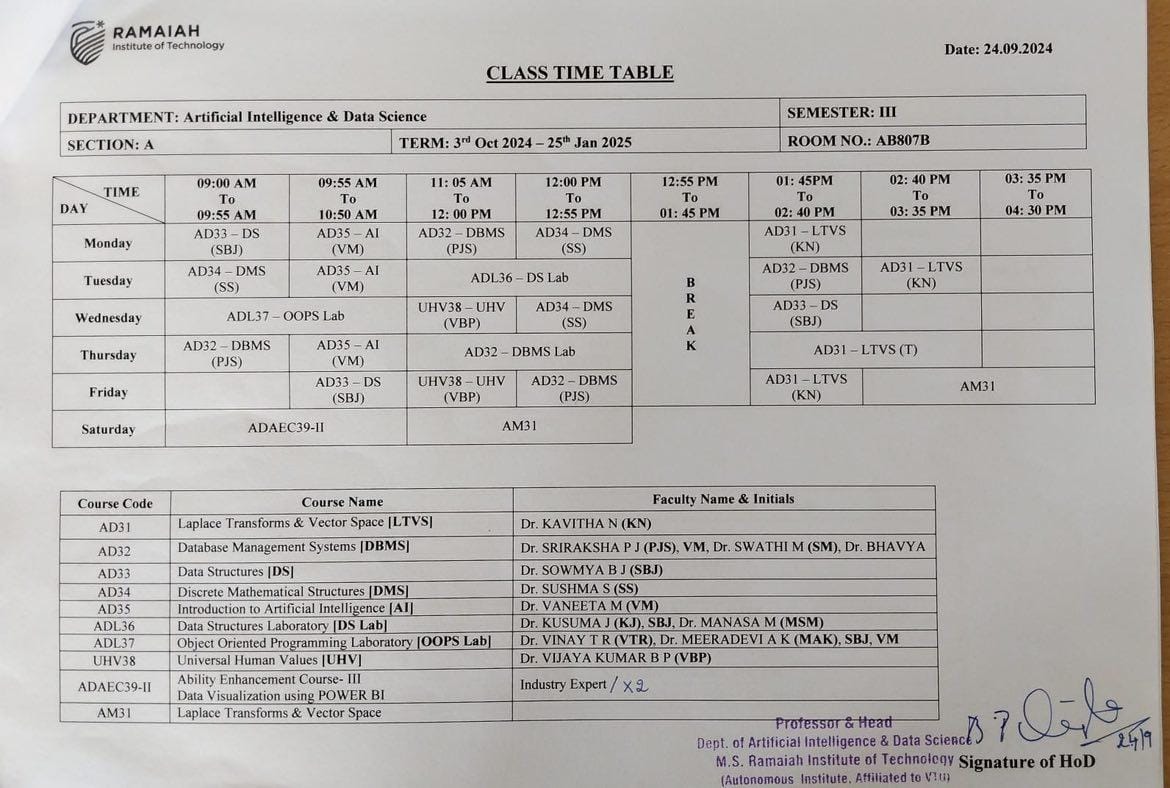 RAMAIAH
Institute of Technology
Date: 24.09.2024
CLASS TIME TABLE
DEPARTMENT: Artificial Intelligence & Data Science SEMESTER: III
SECTION: A TERM: 3rd Oct 2024 – 25th Jan 2025 ROOM NO.: AB807B
TIME DAY 09:00 AM To 09:55 AM 09:55 AM To 10:50 AM 11: 05 AM To 12: 00 PM 12:00 PM To 12:55 PM 12:55 PM To 01: 45 PM 01: 45PM To 02: 40 PM 02: 40 PM To 03: 35 PM 03: 35 PM To 04: 30 PM
Monday AD33 – DS (SBJ) AD35 – AI (VM) AD32 – DBMS (PJS) AD34 – DMS (SS) BREAK AD31 – LTVS (KN)
Tuesday AD34 – DMS (SS) AD35 – AI (VM) ADL36 – DS Lab AD32 – DBMS (PJS) AD31 – LTVS (KN)
Wednesday ADL37 – OOPS Lab UHV38 – UHV (VBP) AD34 – DMS (SS) AD33 – DS (SBJ)
Thursday AD32 – DBMS (PJS) AD35 – AI (VM) AD32 – DBMS Lab AD31 – LTVS (T)
Friday AD33 – DS (SBJ) UHV38 – UHV (VBP) AD32 – DBMS (PJS) AD31 – LTVS (KN) AM31
Saturday ADAEC39-II AM31
Course Code Course Name Faculty Name & Initials
AD31 Laplace Transforms & Vector Space [LTVS] Dr. KAVITHA N (KN)
AD32 Database Management Systems [DBMS] Dr. SRIRAKSHA P J (PJS), VM, Dr. SWATHI M (SM), Dr. BHAVYA
AD33 Data Structures [DS] Dr. SOWMYA B J (SBJ)
AD34 Discrete Mathematical Structures [DMS] Dr. SUSHMA S (SS)
AD35 Introduction to Artificial Intelligence [AI] Dr. VANEETA M (VM)
ADL36 Data Structures Laboratory [DS Lab] Dr. KUSUMA J (KJ), SBJ, Dr. MANASA M (MSM)
ADL37 Object Oriented Programming Laboratory [OOPS Lab] Dr. VINAY T R (VTR), Dr. MEERADEVI A K (MAK), SBJ, VM
UHV38 Universal Human Values [UHV] Dr. VIJAYA KUMAR B P (VBP)
ADAEC39-II Ability Enhancement Course- III
Data Visualization using POWER BI Industry Expert / X2
AM31 Laplace Transforms & Vector Space
Professor & Head
Dept. of Artificial Intelligence & Data Science
M.S. Ramaiah Institute of Technology
(Autonomous Institute, Affiliated to VTU)
24/9
Signature of HoD